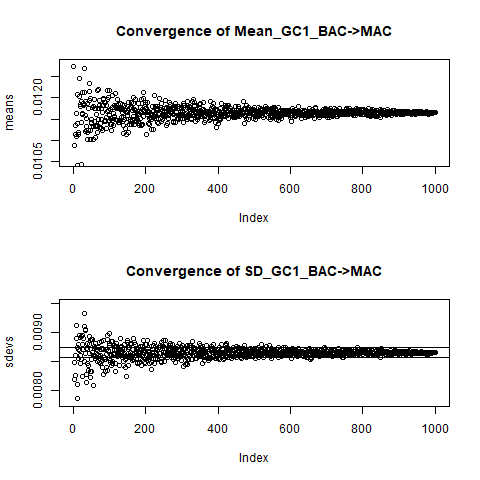 Convergence of Mean_GC1_BAC->MAC
means
0.0120
0.0105
0 200 400 600 800 1000
Index
Convergence of SD_GC1_BAC->MAC
sdevs
0.0090
0.0080
0 200 400 600 800 1000
Index